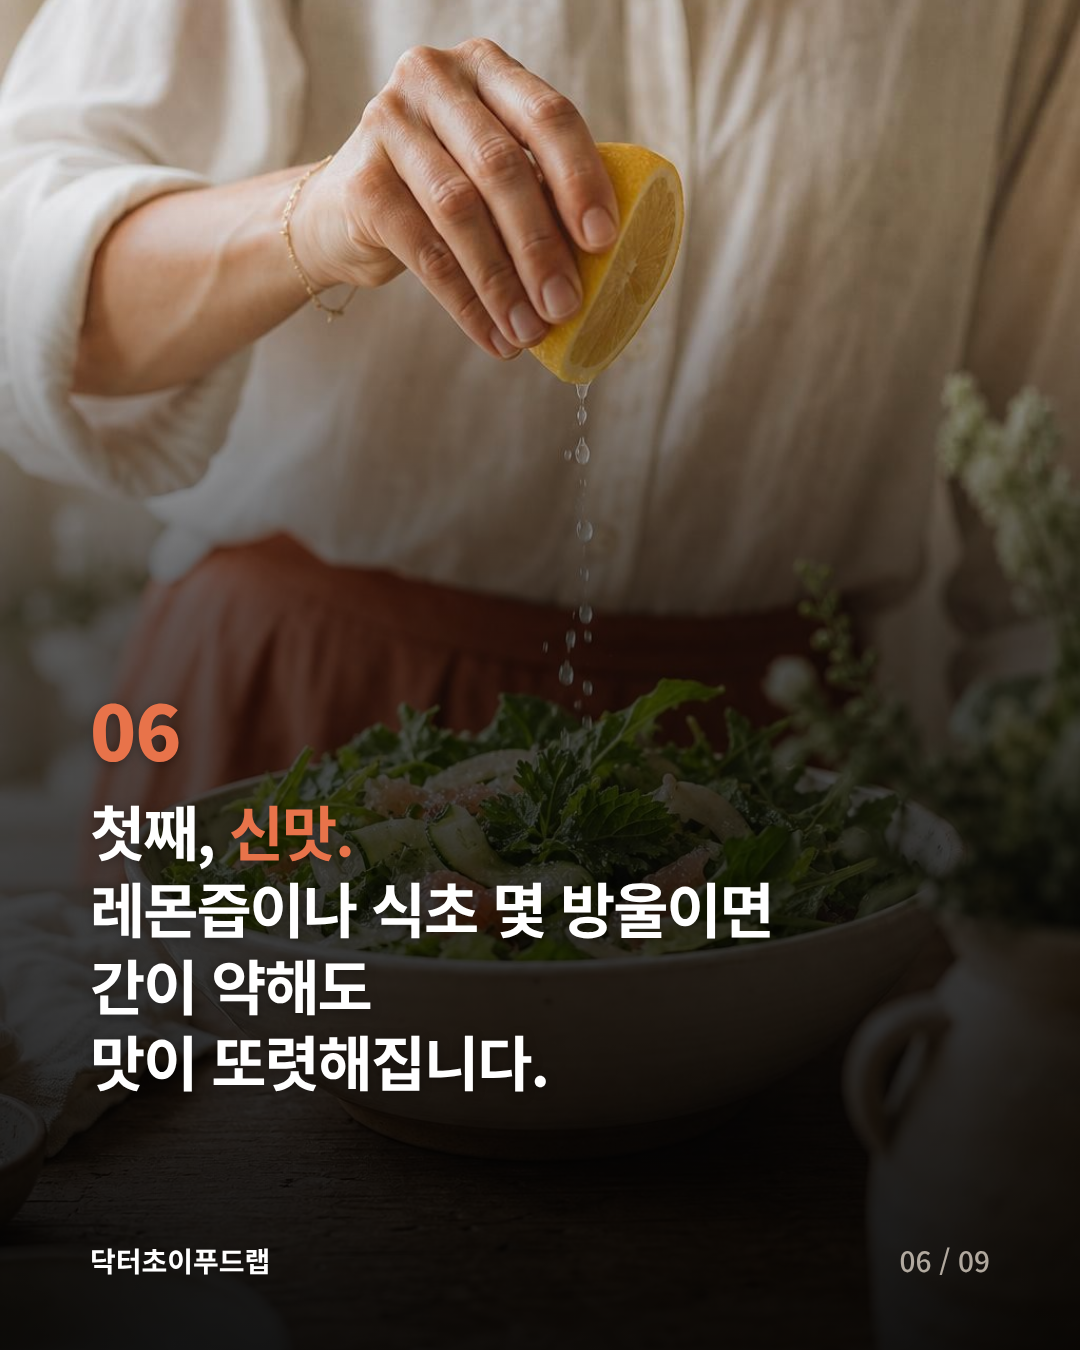 06
첫째, 신맛.
레몬즙이나 식초 몇 방울이면
간이 약해도
맛이 또렷해집니다.
닥터초이푸드랩
06 / 09